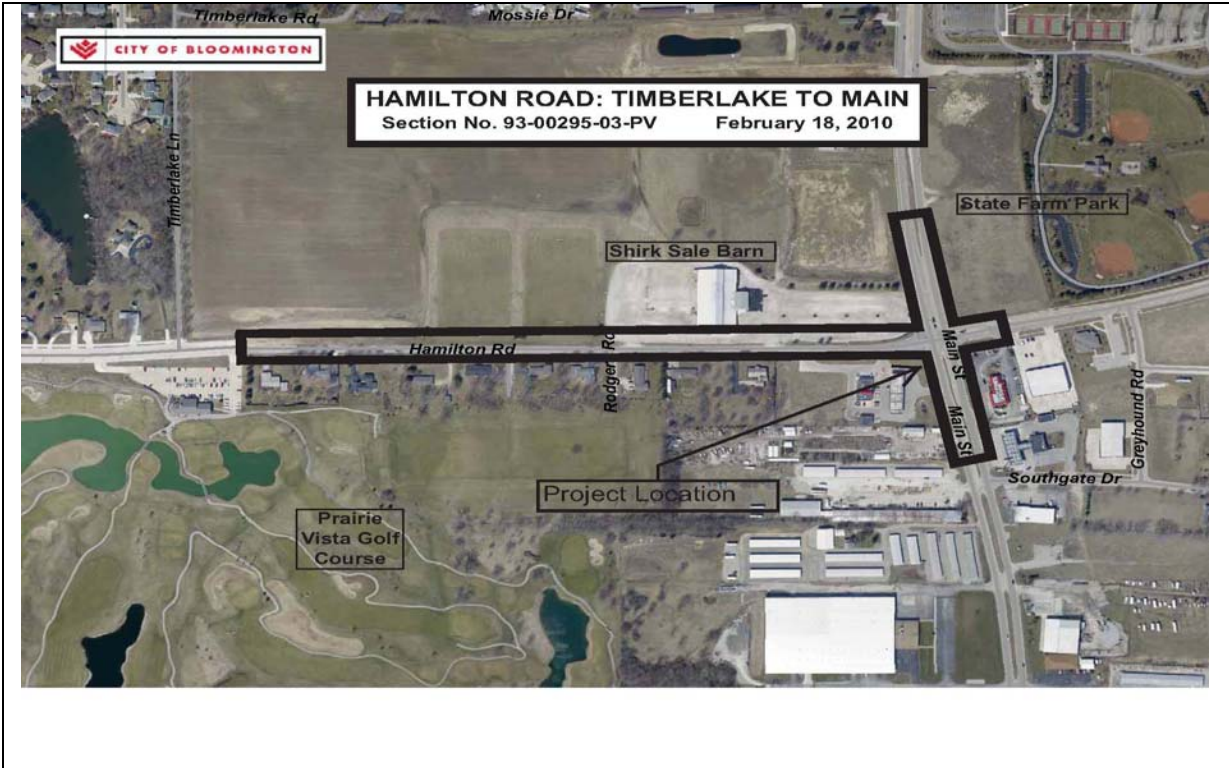 Timberlake Rd
Mossie Dr
CITY OF BLOOMINGTON
HAMILTON ROAD: TIMBERLAKE TO MAIN
Section No. 93-00295-03-PV February 18, 2010
Timberlake Ln
State Farm Park
Shirk Sale Barn
Hamilton Rd
Rodger Rd
Main St
Main St
Greyhound Rd
Southgate Dr
Project Location
Prairie
Vista Golf
Course